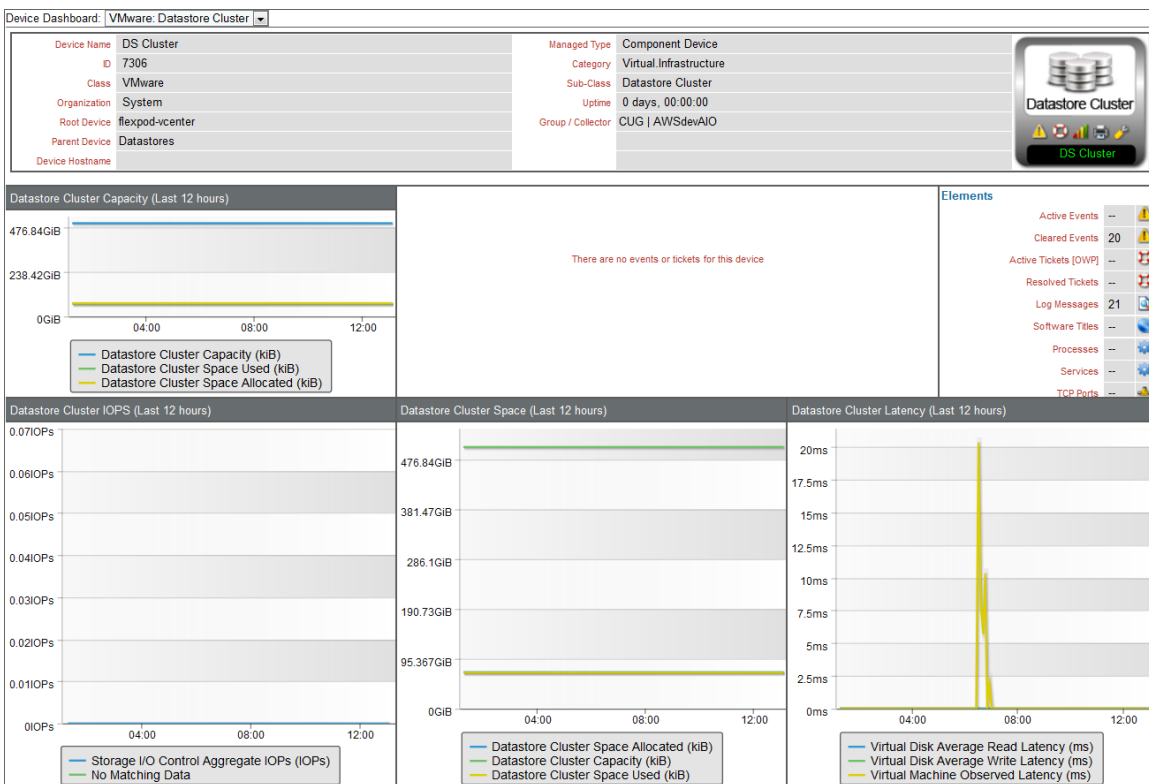 Device Dashboard: VMware: Datastore Cluster
Device Name DS Cluster Managed Type Component Device
ID 7306 Category Virtual.Infrastructure
Class VMware Sub-Class Datastore Cluster
Organization System Uptime 0 days, 00:00:00
Root Device flexpod-vcenter Group / Collector CUG | AWSdevAIO
Parent Device Datastores
Device Hostname
Datastore Cluster
DS Cluster
Datastore Cluster Capacity (Last 12 hours)
476.84GiB
238.42GiB
0GiB
04:00 08:00 12:00
Datastore Cluster Capacity (kiB)
Datastore Cluster Space Used (kiB)
Datastore Cluster Space Allocated (kiB)
There are no events or tickets for this device
Elements
Active Events --
Cleared Events 20
Active Tickets [OWP] --
Resolved Tickets --
Log Messages 21
Software Titles --
Processes --
Services --
TCP Ports --
Datastore Cluster IOPS (Last 12 hours)
0.07IOPs
0.06IOPs
0.05IOPs
0.04IOPs
0.03IOPs
0.02IOPs
0.01IOPs
0IOPs
04:00 08:00 12:00
Storage I/O Control Aggregate IOPs (IOPs)
No Matching Data
Datastore Cluster Space (Last 12 hours)
476.84GiB
381.47GiB
286.1GiB
190.73GiB
95.367GiB
0GiB
04:00 08:00 12:00
Datastore Cluster Space Allocated (kiB)
Datastore Cluster Capacity (kiB)
Datastore Cluster Space Used (kiB)
Datastore Cluster Latency (Last 12 hours)
20ms
17.5ms
15ms
12.5ms
10ms
7.5ms
5ms
2.5ms
0ms
04:00 08:00 12:00
Virtual Disk Average Read Latency (ms)
Virtual Disk Average Write Latency (ms)
Virtual Machine Observed Latency (ms)